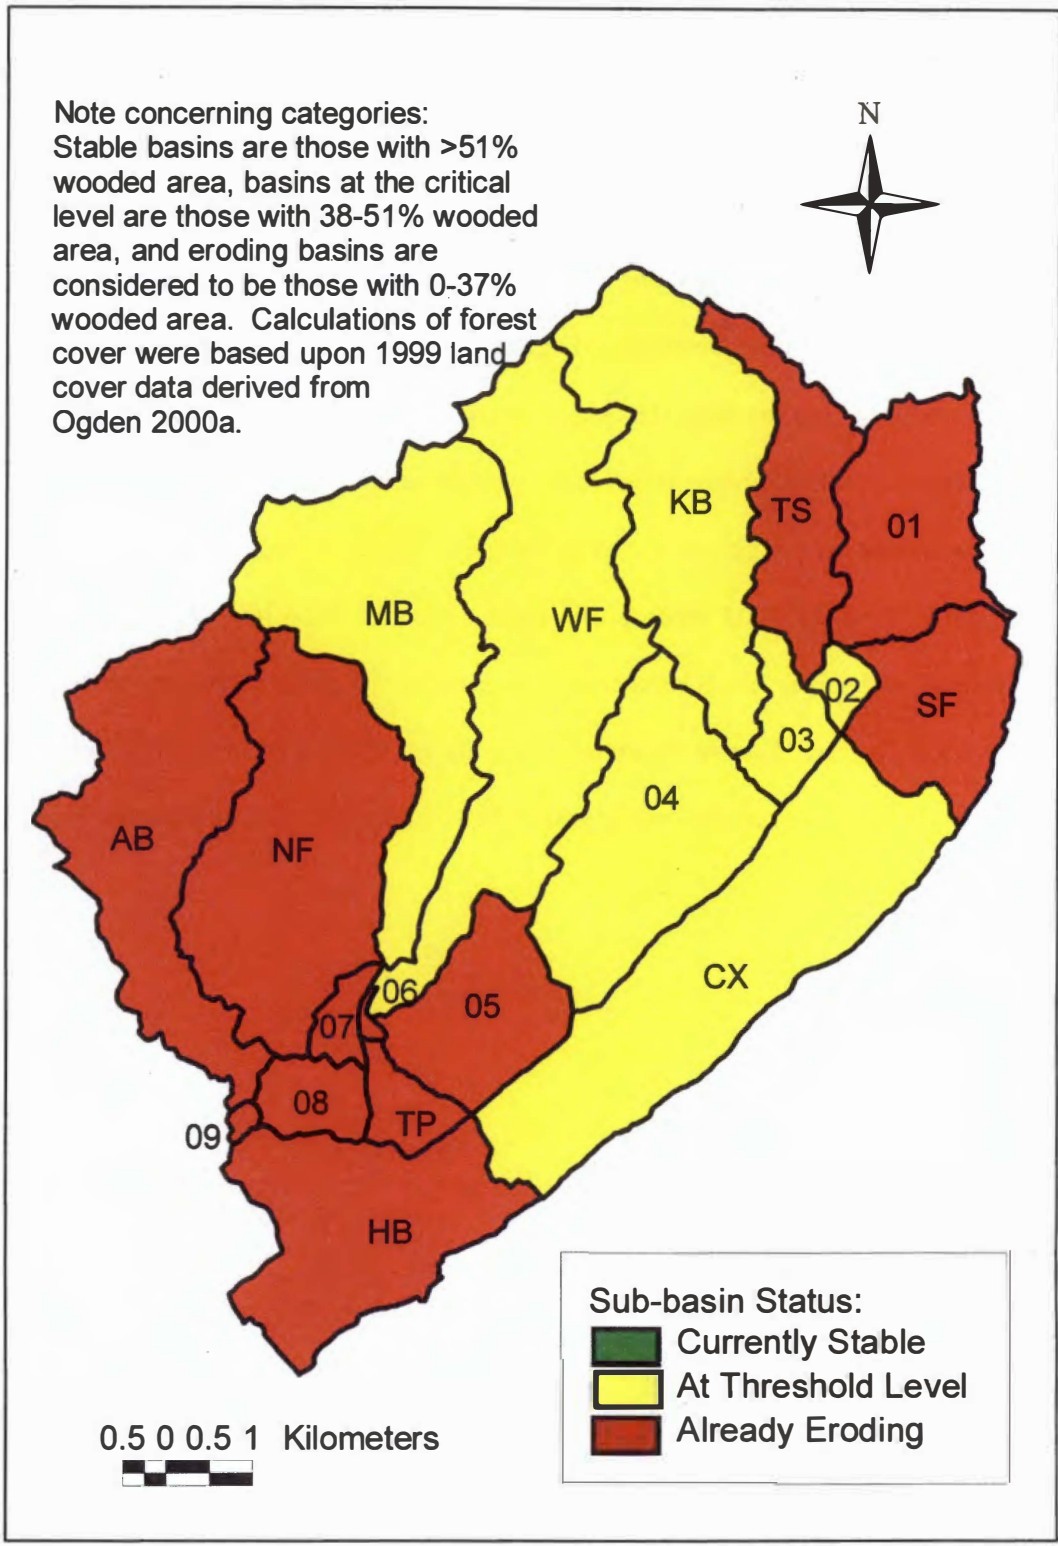 Note concerning categories:
Stable basins are those with >51%
wooded area, basins at the critical
level are those with 38-51% wooded
area, and eroding basins are
considered to be those with 0-37%
wooded area. Calculations of forest
cover were based upon 1999 land
cover data derived from
Ogden 2000a.
N
KB
TS
01
MB
WF
02
SF
03
04
AB
NF
CX
06
05
07
08
TP
09
HB
Sub-basin Status:
Currently Stable
At Threshold Level
Already Eroding
0.5 0 0.5 1 Kilometers